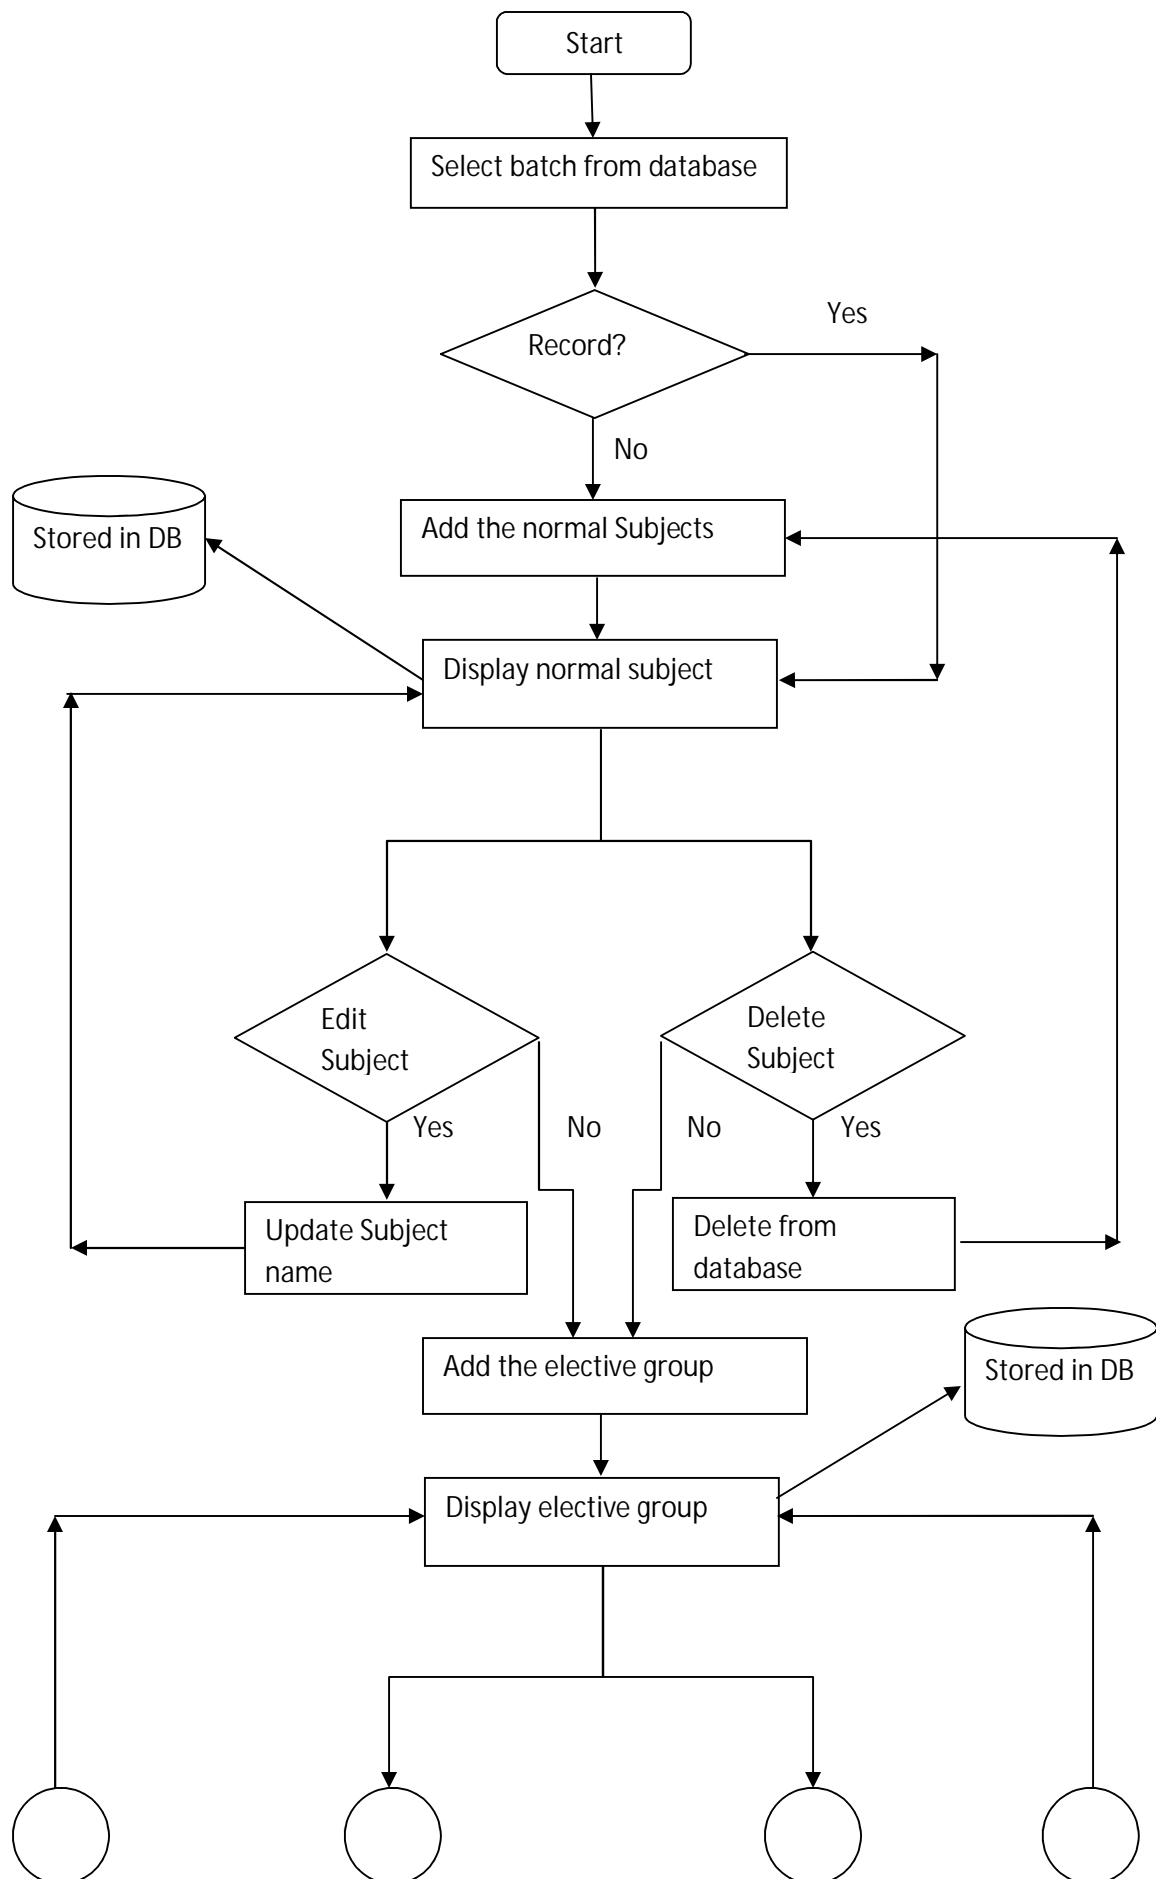 Start
Select batch from database
Yes
Record?
No
Stored in DB
Add the normal Subjects
Display normal subject
Edit
Subject
Delete
Subject
Yes
No
No
Yes
Update Subject
name
Delete from
database
Add the elective group
Stored in DB
Display elective group